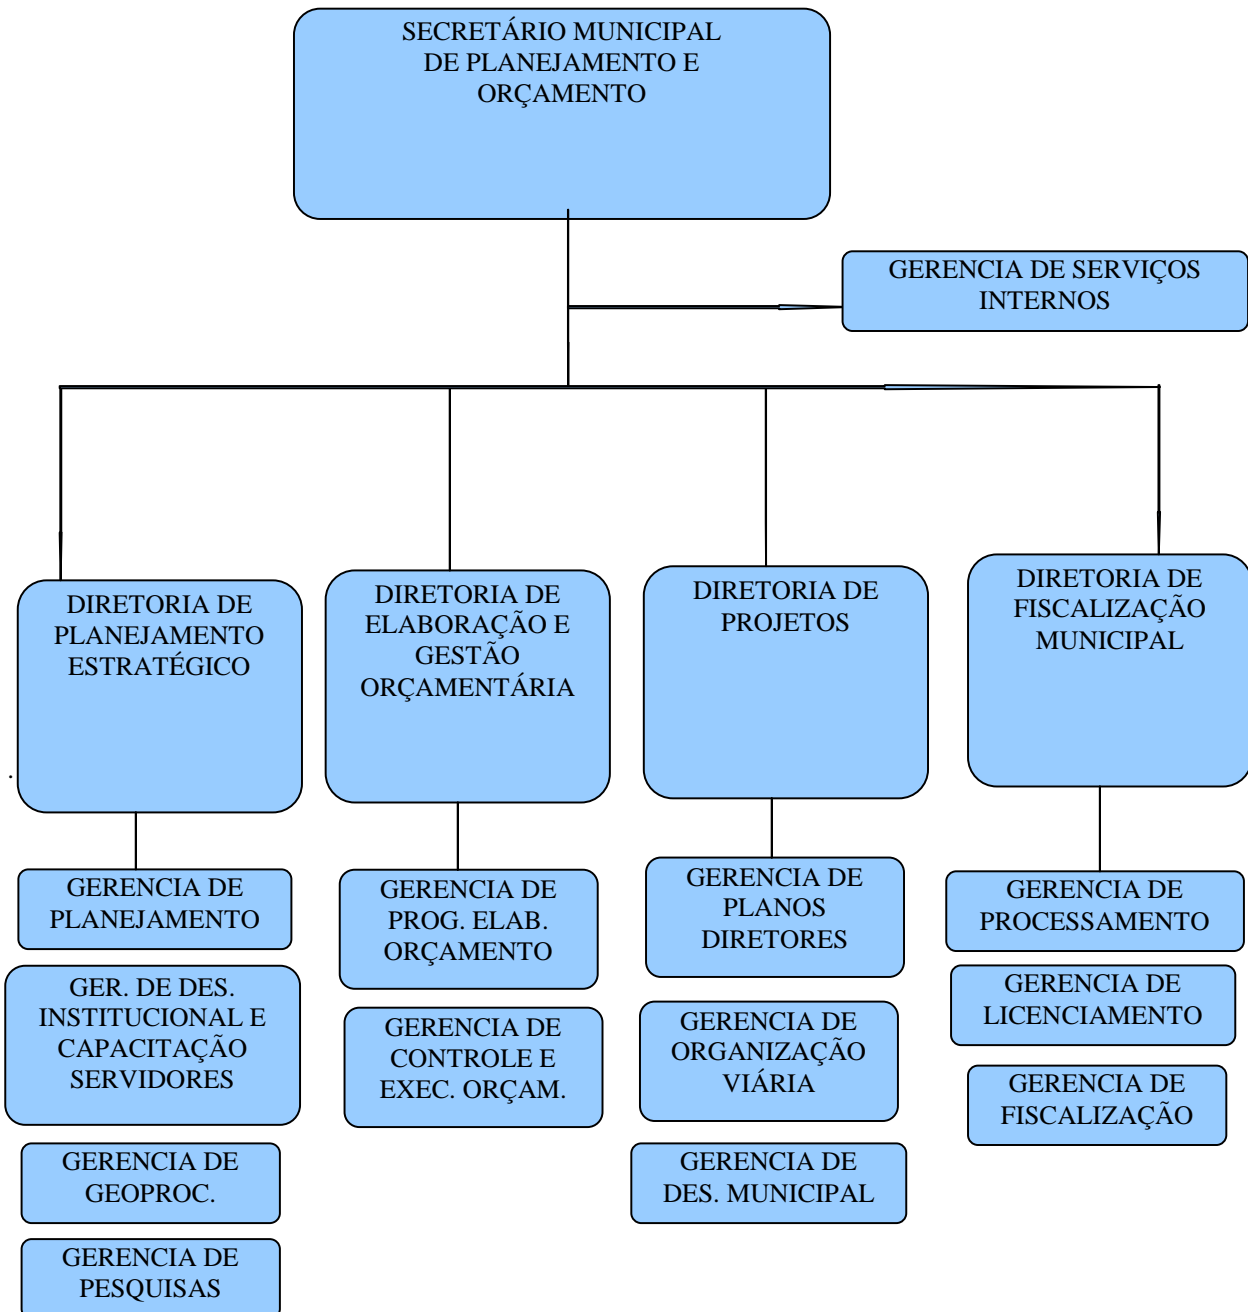 SECRETÁRIO MUNICIPAL
DE PLANEJAMENTO E
ORÇAMENTO
GERENCIA DE SERVIÇOS
INTERNOS
DIRETORIA DE
PLANEJAMENTO
ESTRATÉGICO
DIRETORIA DE
ELABORAÇÃO E
GESTÃO
ORÇAMENTÁRIA
DIRETORIA DE
PROJETOS
DIRETORIA DE
FISCALIZAÇÃO
MUNICIPAL
.
GERENCIA DE
PLANEJAMENTO
GER. DE DES.
INSTITUCIONAL E
CAPACITAÇÃO
SERVIDORES
GERENCIA DE
GEOPROC.
GERENCIA DE
PESQUISAS
GERENCIA DE
PROG. ELAB.
ORÇAMENTO
GERENCIA DE
CONTROLE E
EXEC. ORÇAM.
GERENCIA DE
PLANOS
DIRETORES
GERENCIA DE
ORGANIZAÇÃO
VIÁRIA
GERENCIA DE
DES. MUNICIPAL
GERENCIA DE
PROCESSAMENTO
GERENCIA DE
LICENCIAMENTO
GERENCIA DE
FISCALIZAÇÃO